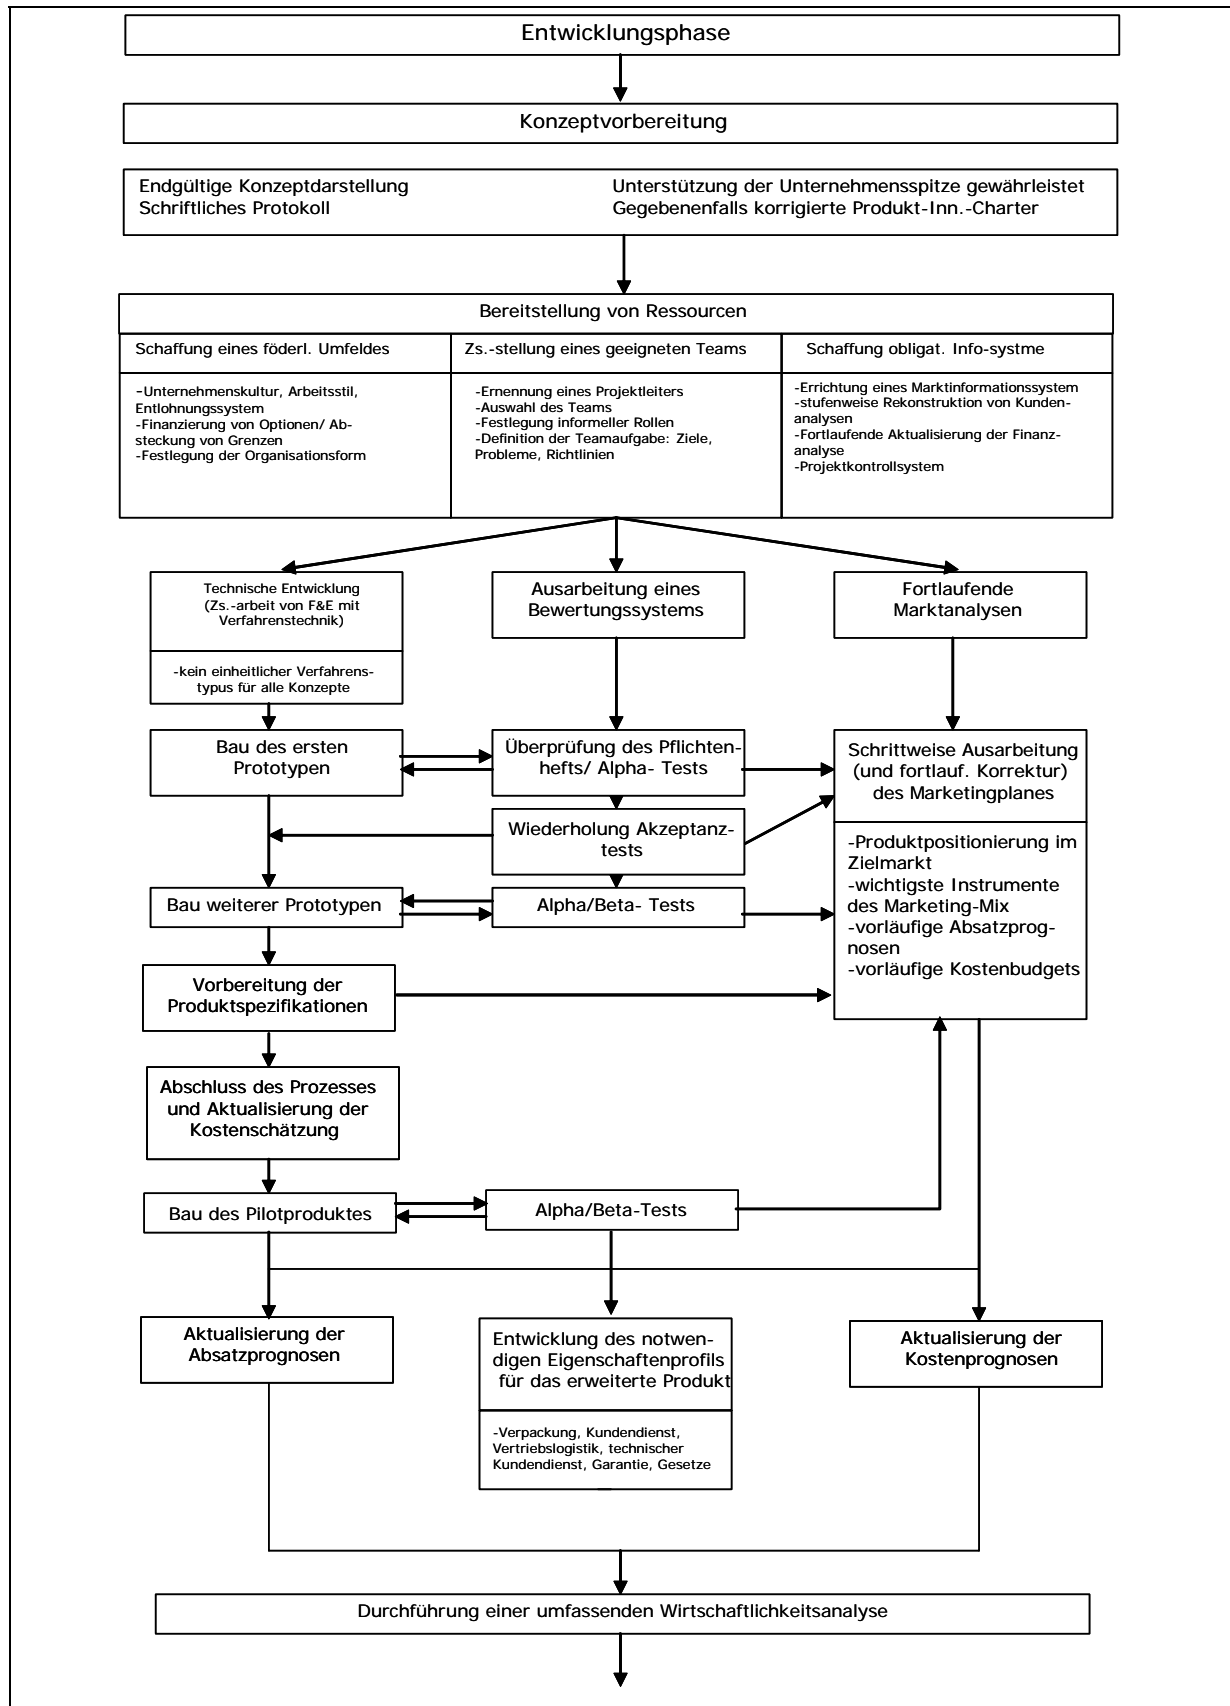 Entwicklungsphase
Konzeptvorbereitung
Endgültige Konzeptdarstellung
Schriftliches Protokoll
Unterstützung der Unternehmensspitze gewährleistet
Gegebenenfalls korrigierte Produkt-Inn.-Charter
Bereitstellung von Ressourcen
Schaffung eines föderl. Umfeldes
-Unternehmenskultur, Arbeitsstil,
Entlohnungssystem
-Finanzierung von Optionen/ Ab-
steckung von Grenzen
-Festlegung der Organisationsform
Zs.-stellung eines geeigneten Teams
-Ernennung eines Projektleiters
-Auswahl des Teams
-Festlegung informeller Rollen
-Definition der Teamaufgabe: Ziele,
Probleme, Richtlinien
Schaffung obligat. Info-systme
-Errichtung eines Marktinformationssystem
-stufenweise Rekonstruktion von Kunden-
analysen
-Fortlaufende Aktualisierung der Finanz-
analyse
-Projektkontrollsystem
Technische Entwicklung
(Zs.-arbeit von F&E mit
Verfahrenstechnik)
-kein einheitlicher Verfahrens-
typus für alle Konzepte
Ausarbeitung eines
Bewertungssystems
Fortlaufende
Marktanalysen
Bau des ersten
Prototypen
Überprüfung des Pflichten-
hefts/ Alpha- Tests
Schrittweise Ausarbeitung
(und fortlauf. Korrektur)
des Marketingplanes
-Produktpositionierung im
Zielmarkt
-wichtigste Instrumente
des Marketing-Mix
-vorläufige Absatzprog-
nosen
-vorläufige Kostenbudgets
Wiederholung Akzeptanz-
tests
Bau weiterer Prototypen
Alpha/Beta- Tests
Vorbereitung der
Produktspezifikationen
Abschluss des Prozesses
und Aktualisierung der
Kostenschätzung
Bau des Pilotproduktes
Alpha/Beta-Tests
Aktualisierung der
Absatzprognosen
Entwicklung des notwen-
digen Eigenschaftenprofils
für das erweiterte Produkt
-Verpackung, Kundendienst,
Vertriebslogistik, technischer
Kundendienst, Garantie, Gesetze
Aktualisierung der
Kostenprognosen
Durchführung einer umfassenden Wirtschaftlichkeitsanalyse